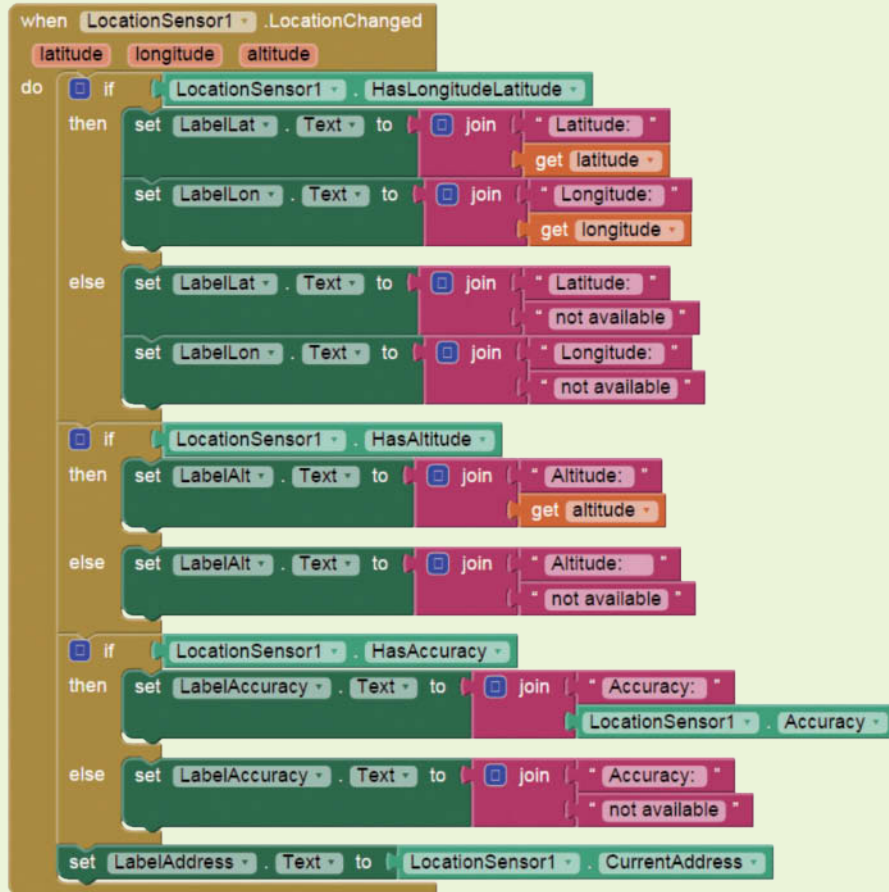 when LocationSensor1 .LocationChanged
latitude longitude altitude
do if LocationSensor1 . HasLongitudeLatitude
then set LabelLat . Text to join " Latitude: "
get latitude
set LabelLon . Text to join " Longitude: "
get longitude
else set LabelLat . Text to join " Latitude: "
" not available "
set LabelLon . Text to join " Longitude: "
" not available "
if LocationSensor1 . HasAltitude
then set LabelAlt . Text to join " Altitude: "
get altitude
else set LabelAlt . Text to join " Altitude: "
" not available "
if LocationSensor1 . HasAccuracy
then set LabelAccuracy . Text to join " Accuracy: "
LocationSensor1 . Accuracy
else set LabelAccuracy . Text to join " Accuracy: "
" not available "
set LabelAddress . Text to LocationSensor1 . CurrentAddress